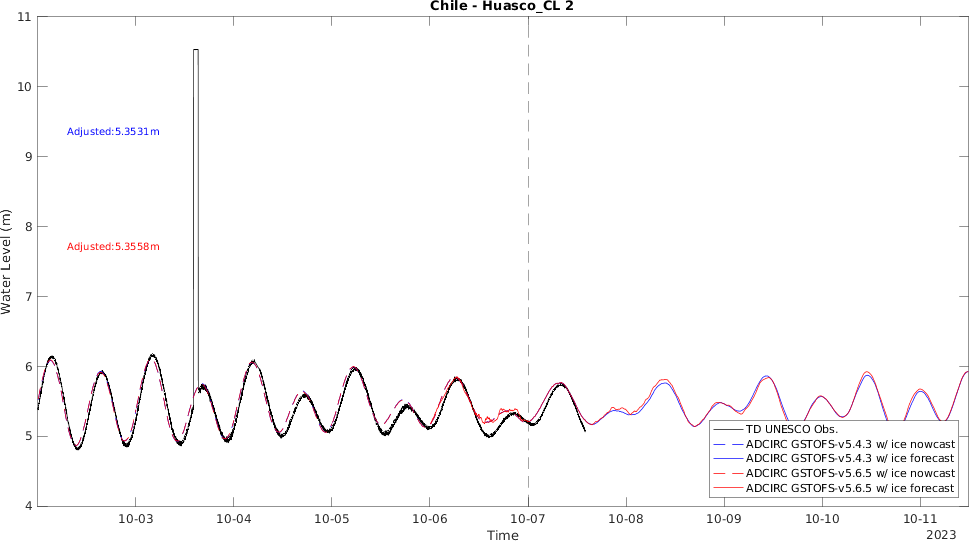 Chile - Huasco_CL 2
11
10
9
8
7
6
5
4
Water Level (m)
Adjusted:5.3531m
Adjusted:5.3558m
TD UNESCO Obs.
ADCIRC GSTOFS-v5.4.3 w/ ice nowcast
ADCIRC GSTOFS-v5.4.3 w/ ice forecast
ADCIRC GSTOFS-v5.6.5 w/ ice nowcast
ADCIRC GSTOFS-v5.6.5 w/ ice forecast
10-03 10-04 10-05 10-06 10-07 10-08 10-09 10-10 10-11
Time
2023